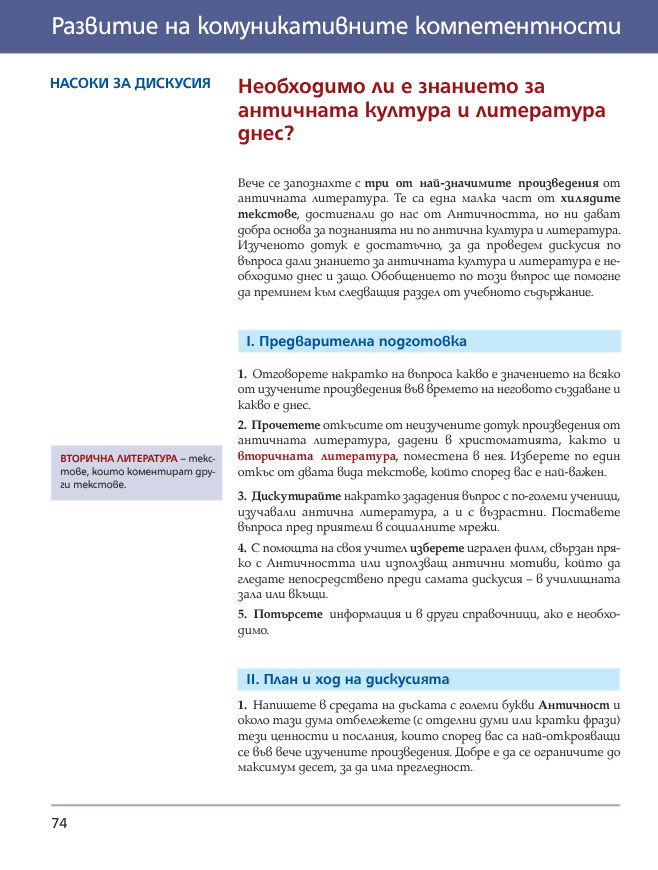 Развитие на комуникативните компетентности
НАСОКИ ЗА ДИСКУСИЯ
Необходимо ли е знанието за
античната култура и литература
днес?
Вече се запознахте с три от най-значимите произведения от
античната литература. Те са една малка част от хилядите
текстове, достигнали до нас от Античността, но ни дават
добра основа за познанията ни по антична култура и литература.
Изученото дотук е достатъчно, за да проведем дискусия по
въпроса дали знанието за античната култура и литература е не-
обходимо днес и защо. Обобщението по този въпрос ще помогне
да преминем към следващия раздел от учебното съдържание.
I. Предварителна подготовка
1. Отговорете накратко на въпроса какво е значението на всяко
от изучените произведения във времето на неговото създаване и
какво е днес.
2. Прочетете откъсите от неизучените дотук произведения от
античната литература, дадени в христоматията, както и
вторичната литература, поместена в нея. Изберете по един
откъс от двата вида текстове, който според вас е най-важен.
ВТОРИЧНА ЛИТЕРАТУРА – текс-
тове, които коментират дру-
ги текстове.
3. Дискутирайте накратко зададения въпрос с по-големи ученици,
изучавали антична литература, а и с възрастни. Поставете
въпроса пред приятели в социалните мрежи.
4. С помощта на своя учител изберете игрален филм, свързан пря-
ко с Античността или използващ антични мотиви, който да
гледате непосредствено преди самата дискусия – в училищната
зала или вкъщи.
5. Потърсете информация и в други справочници, ако е необхо-
димо.
II. План и ход на дискусията
1. Напишете в средата на дъската с големи букви Античност и
около тази дума отбележете (с отделни думи или кратки фрази)
тези ценности и послания, които според вас са най-открояващи
се във вече изучените произведения. Добре е да се ограничите до
максимум десет, за да има прегледност.
74